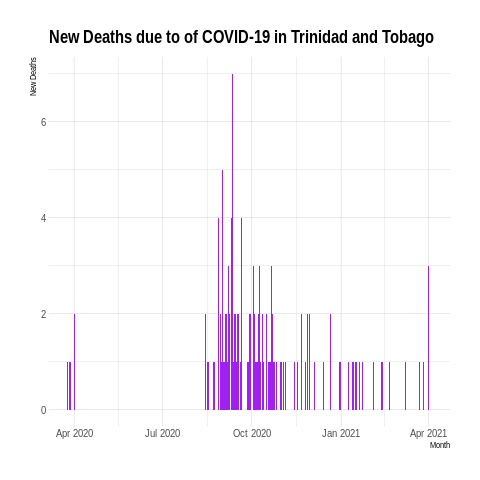 New Deaths due to of COVID-19 in Trinidad and Tobago
New Deaths
6
4
2
0
Apr 2020 Jul 2020 Oct 2020 Jan 2021 Apr 2021
Month